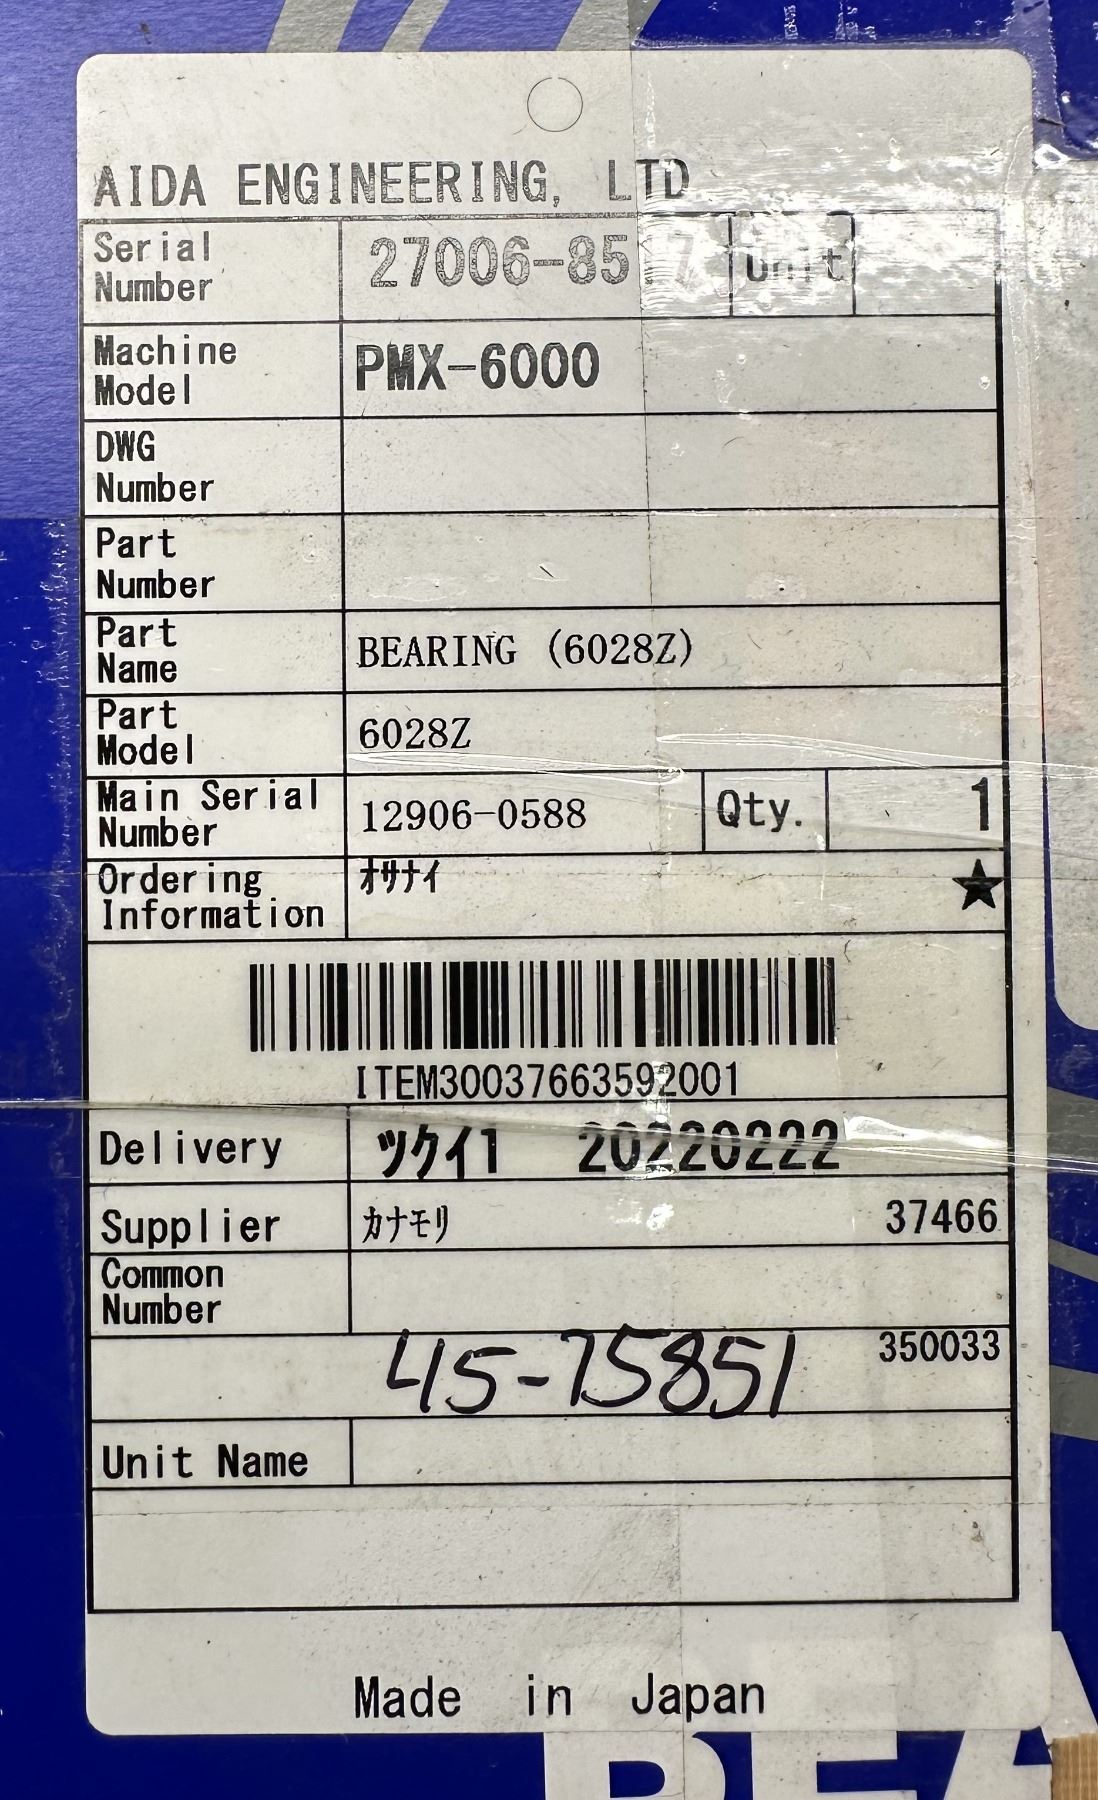 AIDA ENGINEERING, LTD
Serial Number Unit
Machine Model PMX-6000
DWG Number
Part Number
Part Name BEARING (6028Z)
Part Model 6028Z
Main Serial Number 12906-0588 Qty. 1
Ordering Information ｵｻﾅｲ ★
ITEM30037663592001
Delivery ﾂｸｲ1 20220222
Supplier ｶﾅﾓﾘ 37466
Common Number
45-75851 350033
Unit Name
Made in Japan